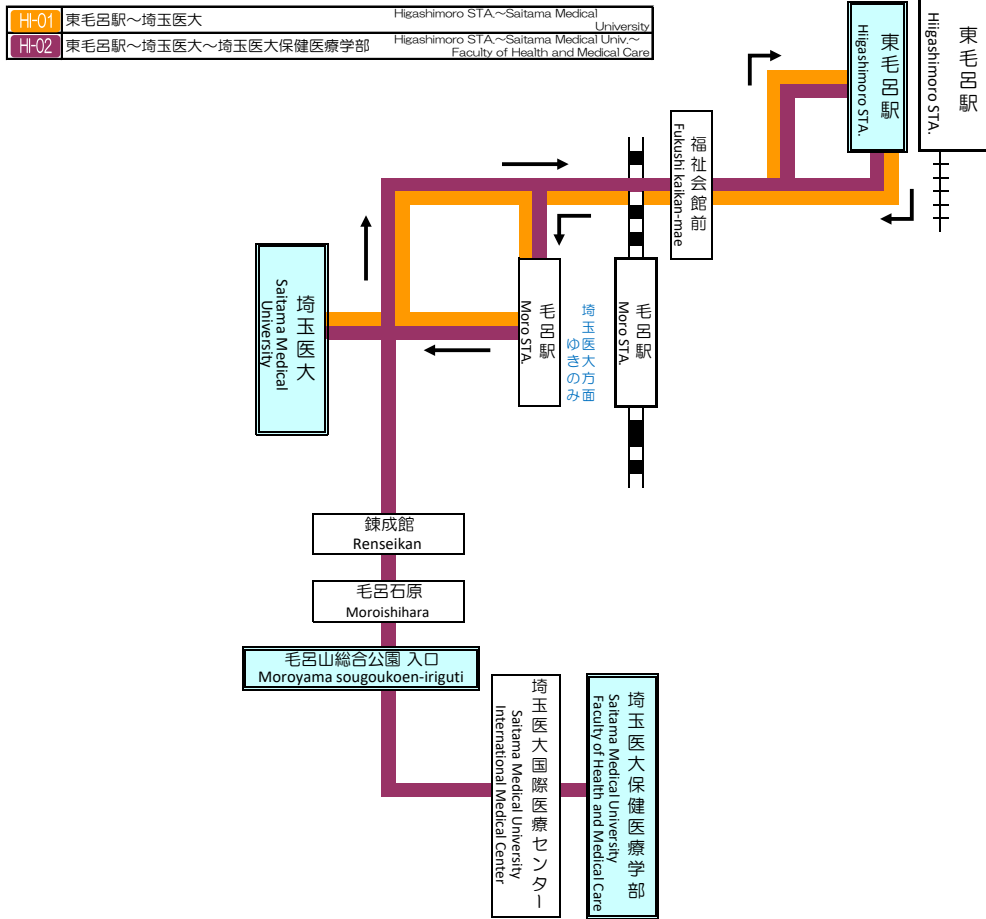 HI-01 東毛呂駅～埼玉医大 Higashimoro STA.～Saitama Medical University
HI-02 東毛呂駅～埼玉医大～埼玉医大保健医療学部 Higashimoro STA.～Saitama Medical Univ.～ Faculty of Health and Medical Care
東毛呂駅
Hiigashimoro STA.
東毛呂駅
Hiigashimoro STA.
福祉会館前
Fukushi kaikan-mae
埼玉医大
Saitama Medical
University
毛呂駅
Moro STA.
埼玉医大方面
ゆきのみ
毛呂駅
Moro STA.
錬成館
Renseikan
毛呂石原
Moroishihara
毛呂山総合公園 入口
Moroyama sougoukoen-iriguti
埼玉医大国際医療センター
Saitama Medical University
International Medical Center
埼玉医大保健医療学部
Saitama Medical University
Faculty of Health and Medical Care